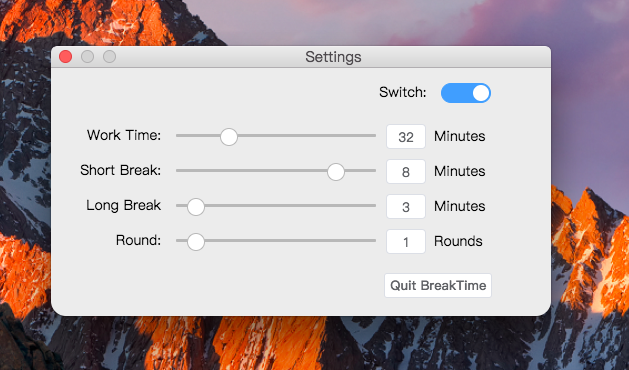 Settings
Switch:
Work Time: 32 Minutes
Short Break: 8 Minutes
Long Break 3 Minutes
Round: 1 Rounds
Quit BreakTime